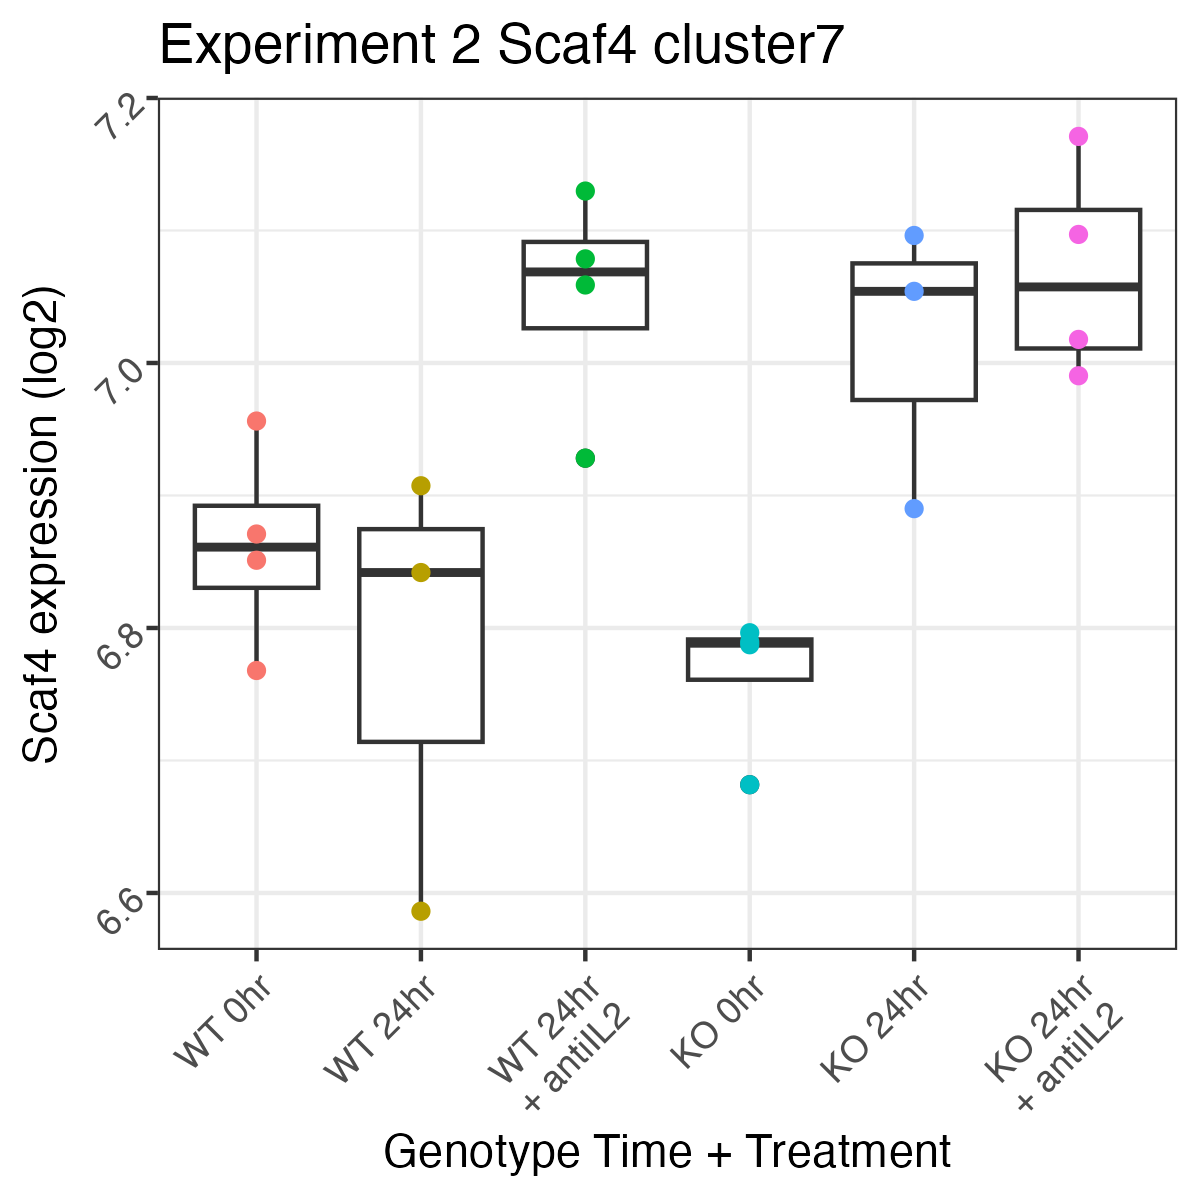 Experiment 2 Scaf4 cluster7
Scaf4 expression (log2)
7.2
7.0
6.8
6.6
WT 0hr
WT 24hr
WT 24hr
+ antiIL2
KO 0hr
KO 24hr
KO 24hr
+ antiIL2
Genotype Time + Treatment